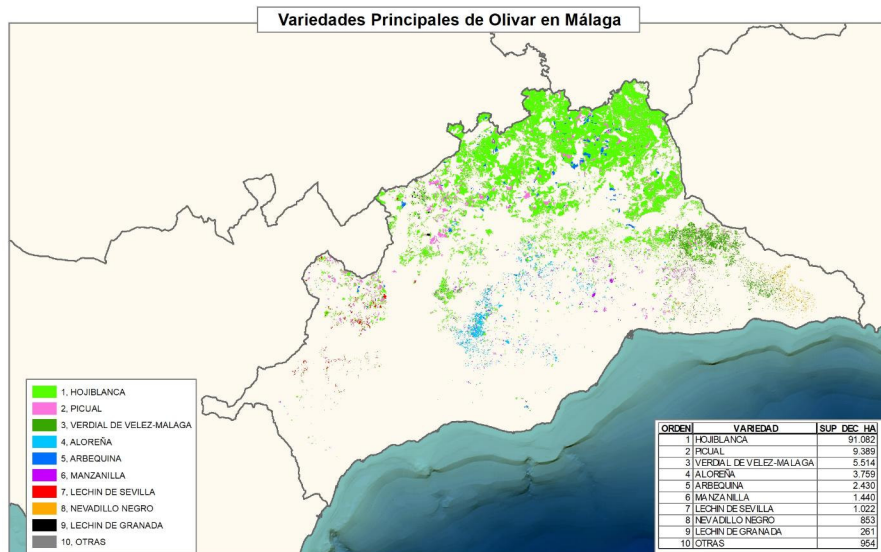 Variedades Principales de Olivar en Málaga
1, HOJIBLANCA
2, PICUAL
3, VERDIAL DE VELEZ-MALAGA
4, ALOREÑA
5, ARBEQUINA
6, MANZANILLA
7, LECHIN DE SEVILLA
8, NEVADILLO NEGRO
9, LECHIN DE GRANADA
10, OTRAS
ORDEN VARIEDAD SUP_DEC_HA
1 HOJIBLANCA 91.082
2 PICUAL 9.389
3 VERDIAL DE VELEZ-MALAGA 5.514
4 ALOREÑA 3.759
5 ARBEQUINA 2.430
6 MANZANILLA 1.440
7 LECHIN DE SEVILLA 1.022
8 NEVADILLO NEGRO 853
9 LECHIN DE GRANADA 261
10 OTRAS 954